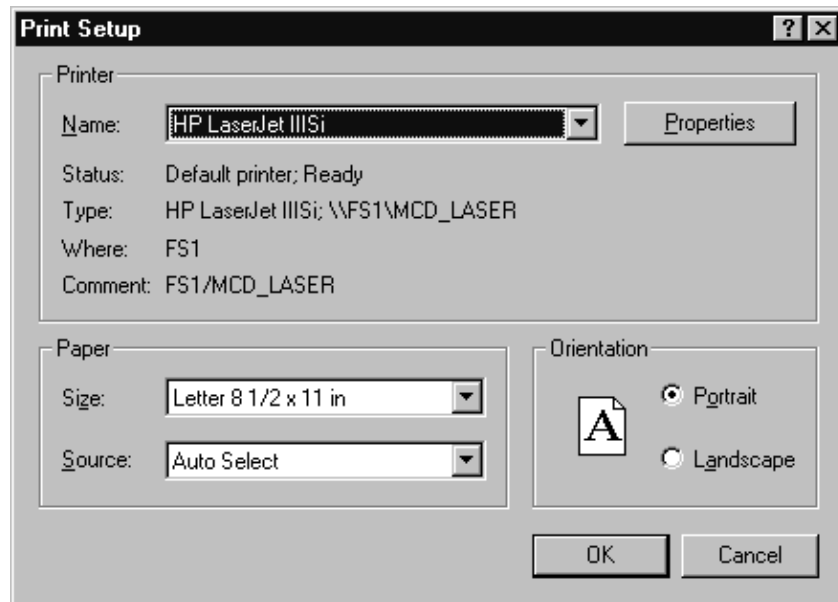 Print Setup
Printer
Name: HP LaserJet IIISi Properties
Status: Default printer; Ready
Type: HP LaserJet IIISi; \\FS1\MCD_LASER
Where: FS1
Comment: FS1/MCD_LASER
Paper
Size: Letter 8 1/2 x 11 in
Source: Auto Select
Orientation
A
Portrait
Landscape
OK Cancel